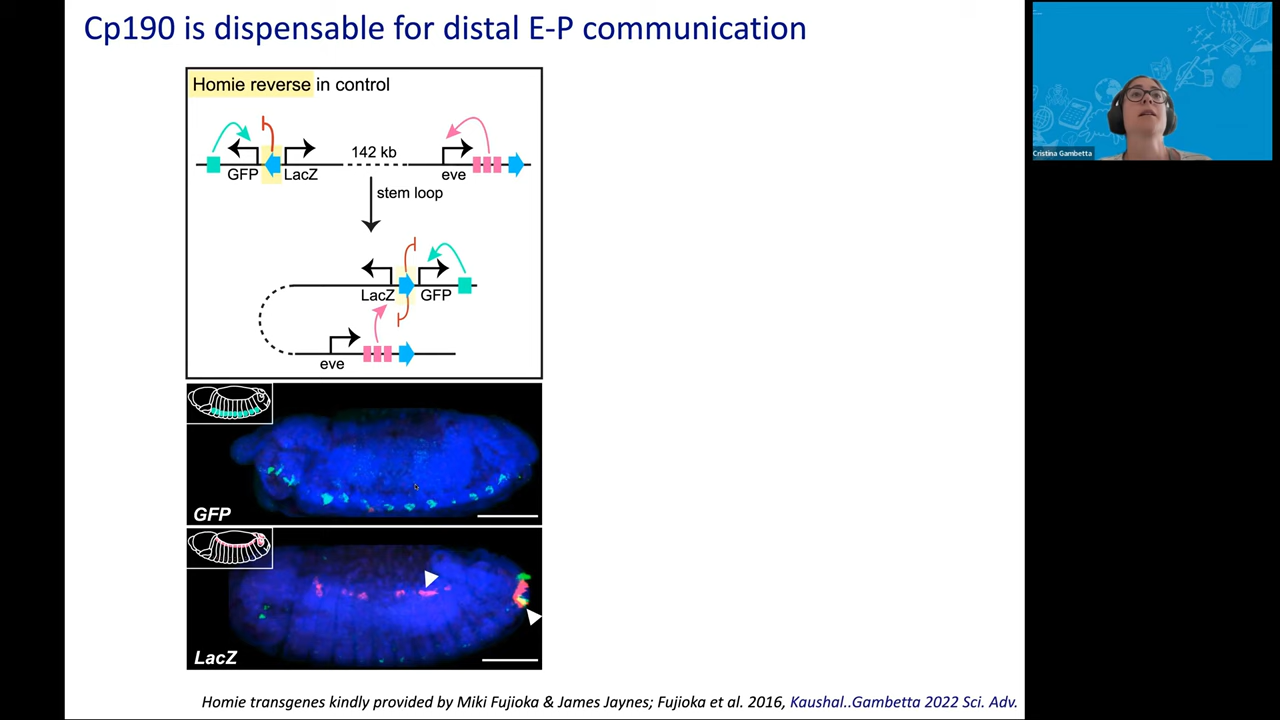 Cp190 is dispensable for distal E-P communication
Homie reverse in control
142 kb
GFP
LacZ
eve
stem loop
LacZ
GFP
eve
GFP
LacZ
Homie transgenes kindly provided by Miki Fujioka & James Jaynes; Fujioka et al. 2016, Kaushal..Gambetta 2022 Sci. Adv.
Cristina Gambetta